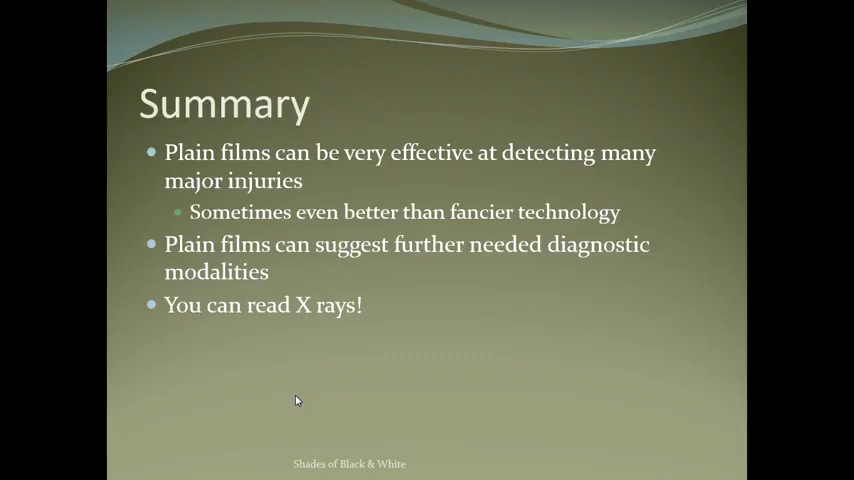 Summary
Plain films can be very effective at detecting many
major injuries
Sometimes even better than fancier technology
Plain films can suggest further needed diagnostic
modalities
You can read X rays!
Shades of Black & White